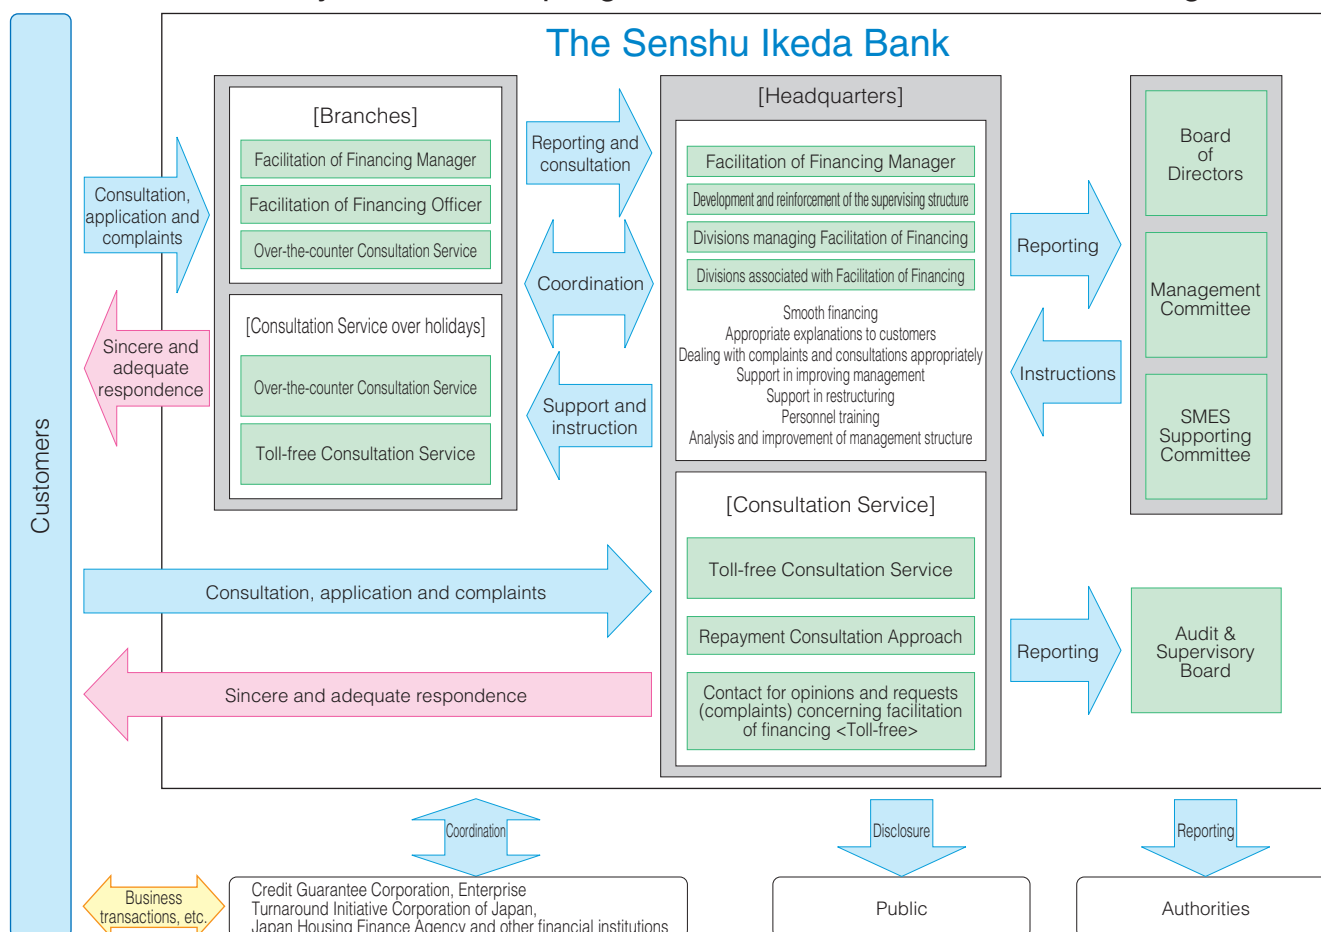 The Senshu Ikeda Bank
Customers
Consultation,
application and
complaints
Sincere and
adequate
respondence
[Branches]
Facilitation of Financing Manager
Facilitation of Financing Officer
Over-the-counter Consultation Service
[Consultation Service over holidays]
Over-the-counter Consultation Service
Toll-free Consultation Service
Reporting and
consultation
Coordination
Support and
instruction
[Headquarters]
Facilitation of Financing Manager
Development and reinforcement of the supervising structure
Divisions managing Facilitation of Financing
Divisions associated with Facilitation of Financing
Smooth financing
Appropriate explanations to customers
Dealing with complaints and consultations appropriately
Support in improving management
Support in restructuring
Personnel training
Analysis and improvement of management structure
Reporting
Instructions
Board
of
Directors
Management
Committee
SMES
Supporting
Committee
Consultation, application and complaints
Sincere and adequate respondence
[Consultation Service]
Toll-free Consultation Service
Repayment Consultation Approach
Contact for opinions and requests
(complaints) concerning facilitation
of financing <Toll-free>
Reporting
Audit &
Supervisory
Board
Coordination
Disclosure
Reporting
Business
transactions, etc.
Credit Guarantee Corporation, Enterprise
Turnaround Initiative Corporation of Japan,
Japan Housing Finance Agency and other financial institutions
Public
Authorities